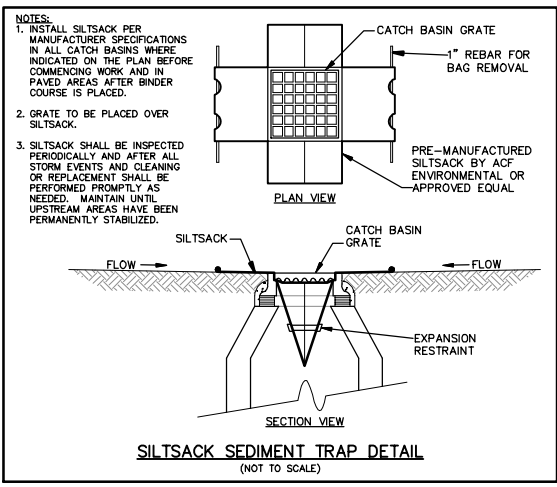 NOTES:
1. INSTALL SILTSACK PER
MANUFACTURER SPECIFICATIONS
IN ALL CATCH BASINS WHERE
INDICATED ON THE PLAN BEFORE
COMMENCING WORK AND IN
PAVED AREAS AFTER BINDER
COURSE IS PLACED.
2. GRATE TO BE PLACED OVER
SILTSACK.
3. SILTSACK SHALL BE INSPECTED
PERIODICALLY AND AFTER ALL
STORM EVENTS AND CLEANING
OR REPLACEMENT SHALL BE
PERFORMED PROMPTLY AS
NEEDED. MAINTAIN UNTIL
UPSTREAM AREAS HAVE BEEN
PERMANENTLY STABILIZED.
CATCH BASIN GRATE
1" REBAR FOR
BAG REMOVAL
PRE-MANUFACTURED
SILTSACK BY ACF
ENVIRONMENTAL OR
APPROVED EQUAL
PLAN VIEW
SILTSACK
CATCH BASIN
GRATE
FLOW
FLOW
EXPANSION
RESTRAINT
SECTION VIEW
SILTSACK SEDIMENT TRAP DETAIL
(NOT TO SCALE)